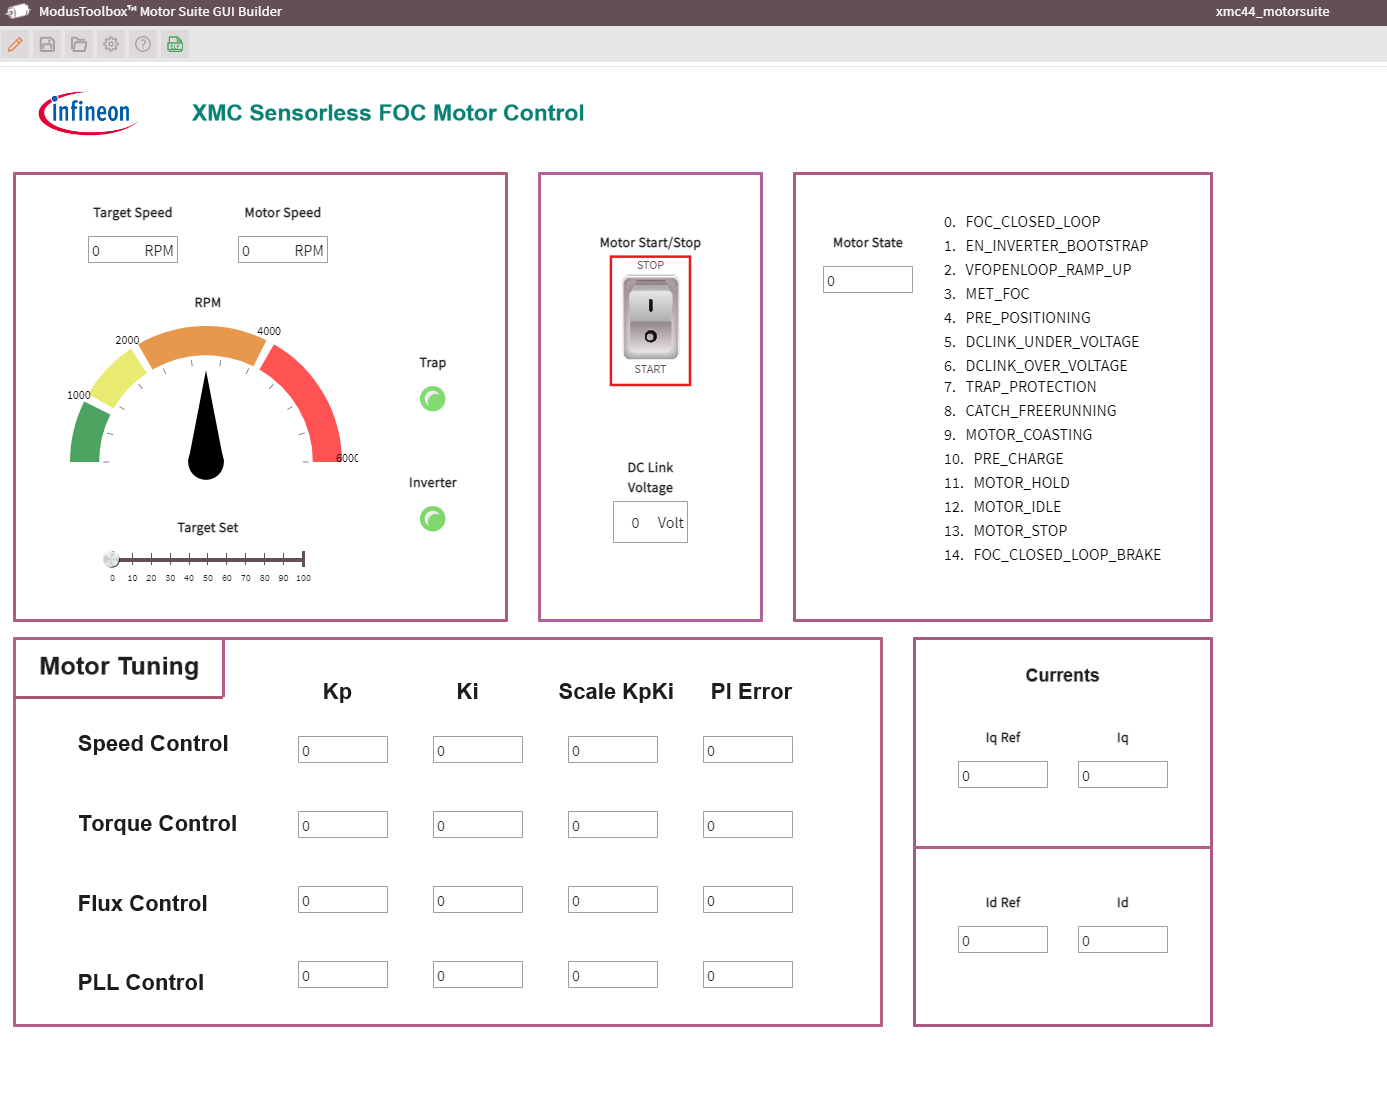 ModusToolbox™ Motor Suite GUI Builder
xmc44_motorsuite
ELF
infineon
XMC Sensorless FOC Motor Control
Target Speed
Motor Speed
0 RPM
0 RPM
RPM
1000
2000
4000
6000
Trap
Inverter
Target Set
0 10 20 30 40 50 60 70 80 90 100
Motor Start/Stop
STOP
START
DC Link
Voltage
0 Volt
Motor State
0
0. FOC_CLOSED_LOOP
1. EN_INVERTER_BOOTSTRAP
2. VFOPENLOOP_RAMP_UP
3. MET_FOC
4. PRE_POSITIONING
5. DCLINK_UNDER_VOLTAGE
6. DCLINK_OVER_VOLTAGE
7. TRAP_PROTECTION
8. CATCH_FREERUNNING
9. MOTOR_COASTING
10. PRE_CHARGE
11. MOTOR_HOLD
12. MOTOR_IDLE
13. MOTOR_STOP
14. FOC_CLOSED_LOOP_BRAKE
Motor Tuning
Kp Ki Scale KpKi PI Error
Speed Control 0 0 0 0
Torque Control 0 0 0 0
Flux Control 0 0 0 0
PLL Control 0 0 0 0
Currents
Iq Ref Iq
0 0
Id Ref Id
0 0